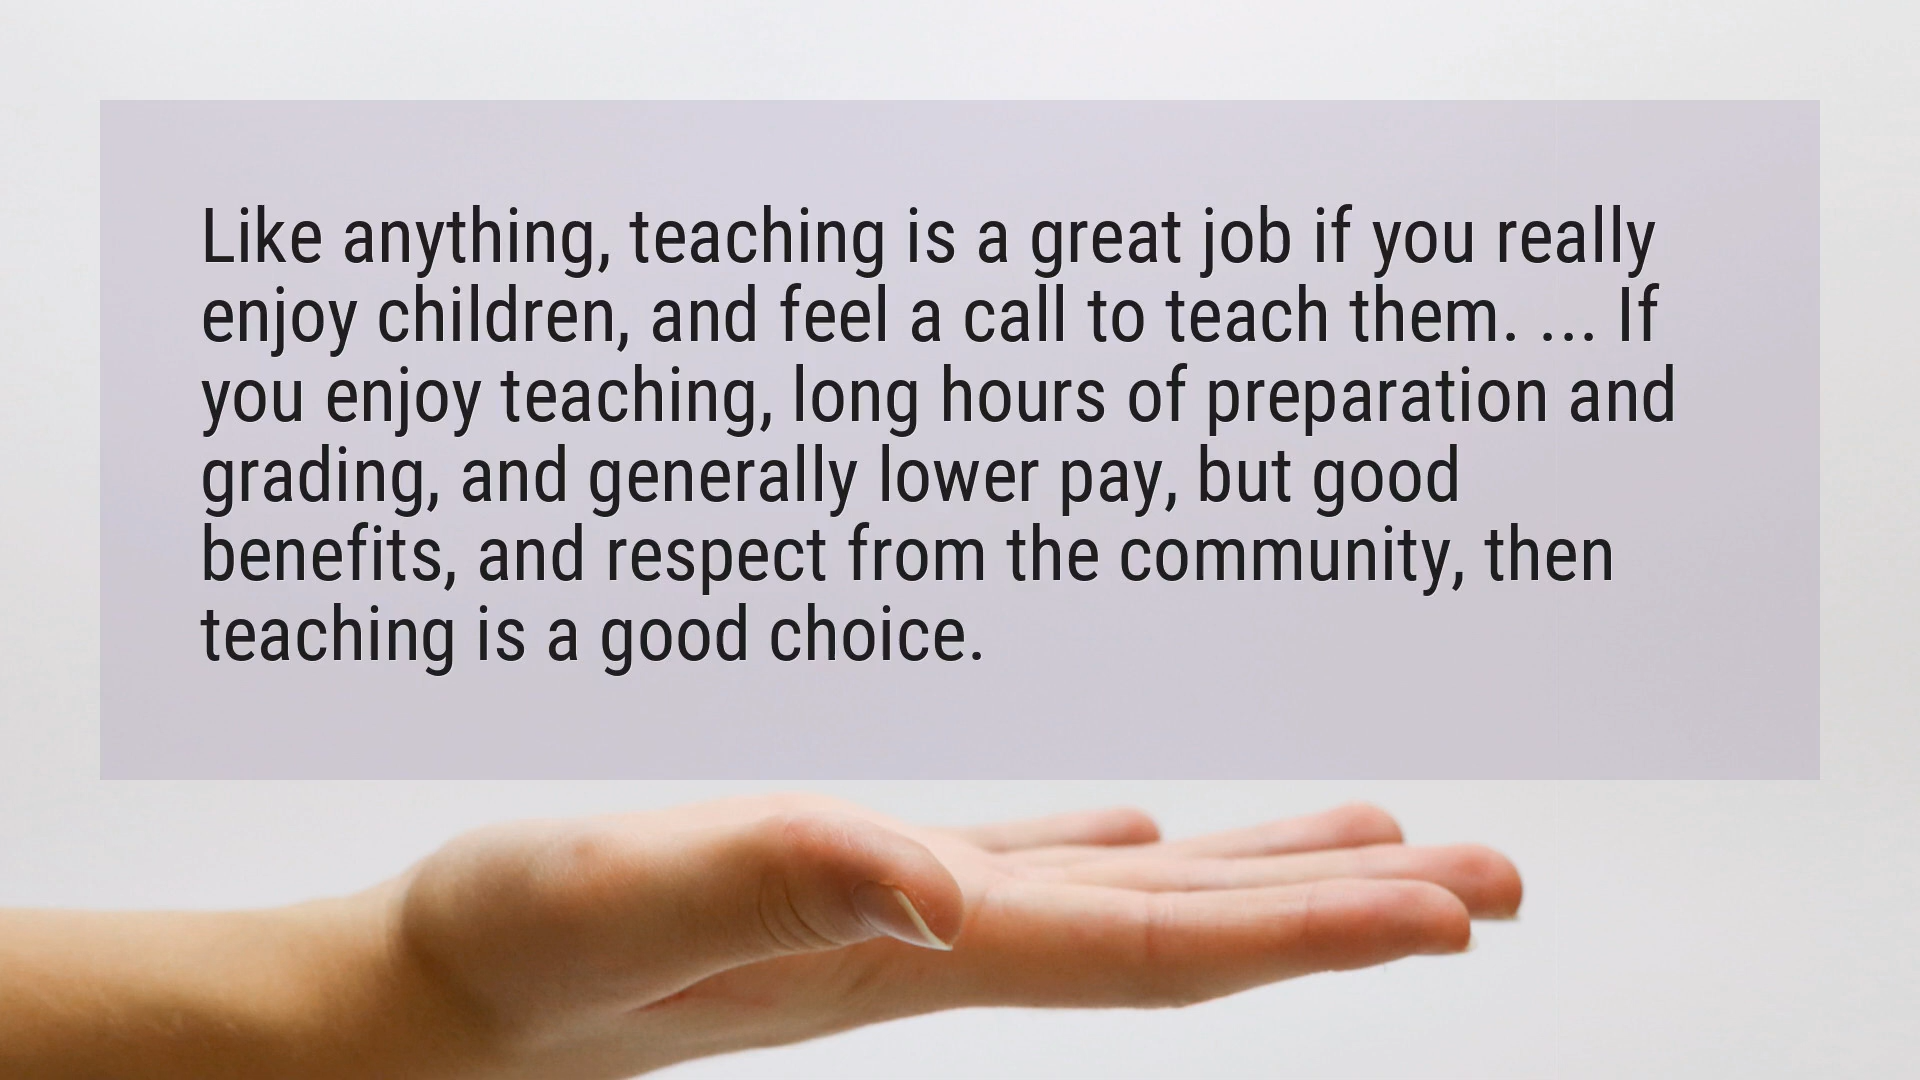 Like anything, teaching is a great job if you really
enjoy children, and feel a call to teach them. ... If
you enjoy teaching, long hours of preparation and
grading, and generally lower pay, but good
benefits, and respect from the community, then
teaching is a good choice.